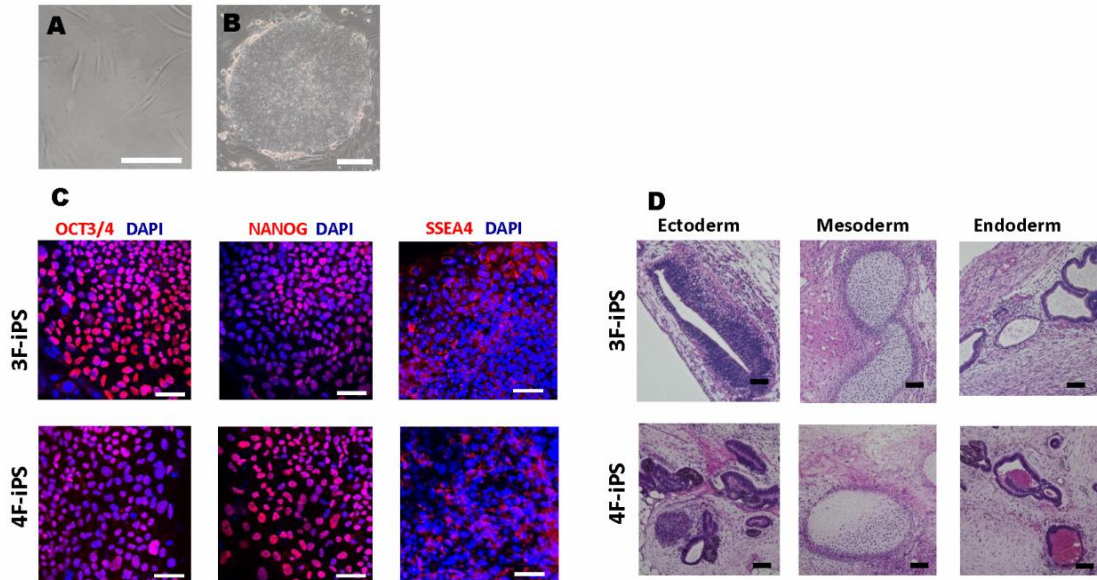 A
B
C
OCT3/4 DAPI
NANOG DAPI
SSEA4 DAPI
3F-iPS
4F-iPS
D
Ectoderm
Mesoderm
Endoderm
3F-iPS
4F-iPS